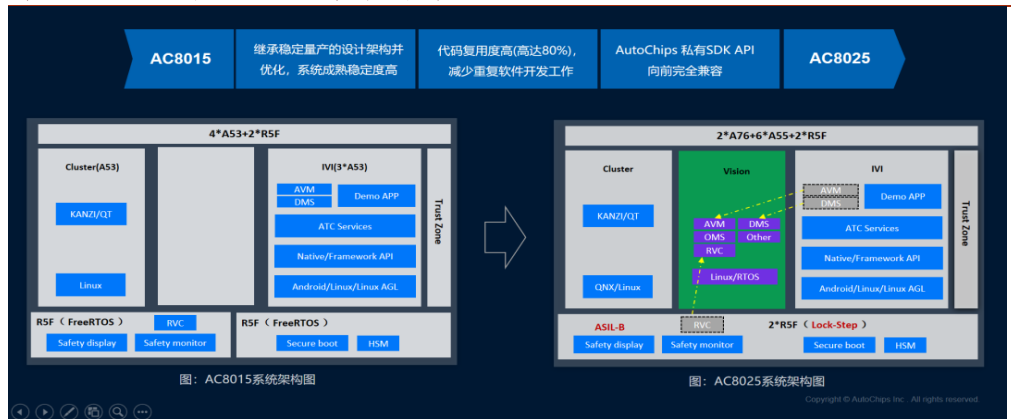 AC8015
继承稳定量产的设计架构并
优化，系统成熟稳定度高
代码复用度高(高达80%)，
减少重复软件开发工作
AutoChips 私有SDK API
向前完全兼容
AC8025
4*A53+2*R5F
Cluster(A53)
KANZI/QT
Linux
IVI(3*A53)
AVM
DMS
Demo APP
ATC Services
Native/Framework API
Android/Linux/Linux AGL
Trust Zone
R5F（FreeRTOS）
RVC
Safety display
Safety monitor
R5F（FreeRTOS）
Secure boot
HSM
图：AC8015系统架构图
2*A76+6*A55+2*R5F
Cluster
KANZI/QT
QNX/Linux
Vision
AVM
DMS
OMS
Other
RVC
Linux/RTOS
IVI
AVM
DMS
Demo APP
ATC Services
Native/Framework API
Android/Linux/Linux AGL
Trust Zone
ASIL-B
RVC
2*R5F（Lock-Step）
Safety display
Safety monitor
Secure boot
HSM
图：AC8025系统架构图
Copyright © AutoChips Inc . All rights reserved.